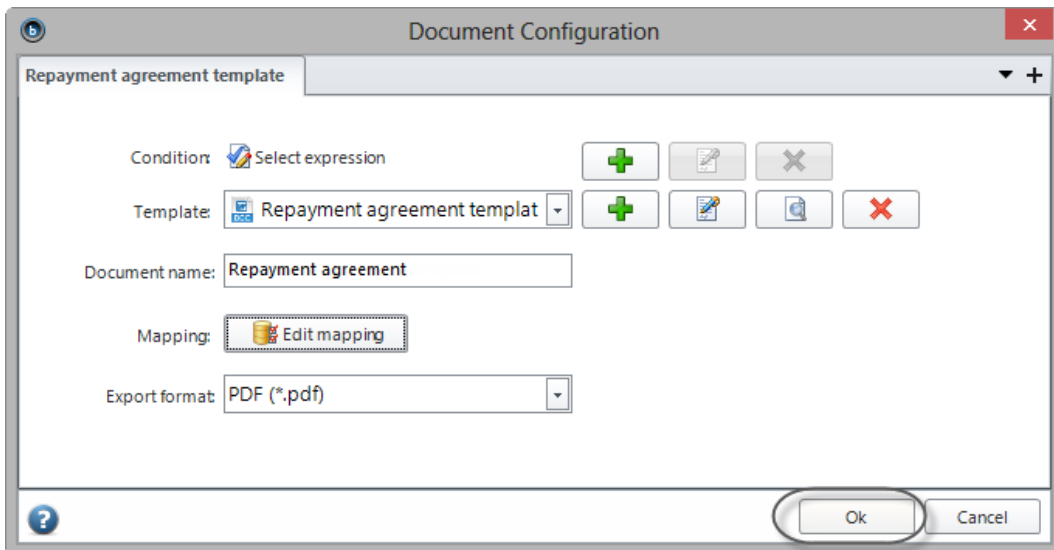 Document Configuration
Repayment agreement template
Condition: Select expression
Template: Repayment agreement templat
Document name: Repayment agreement
Mapping: Edit mapping
Export format: PDF (*.pdf)
Ok Cancel